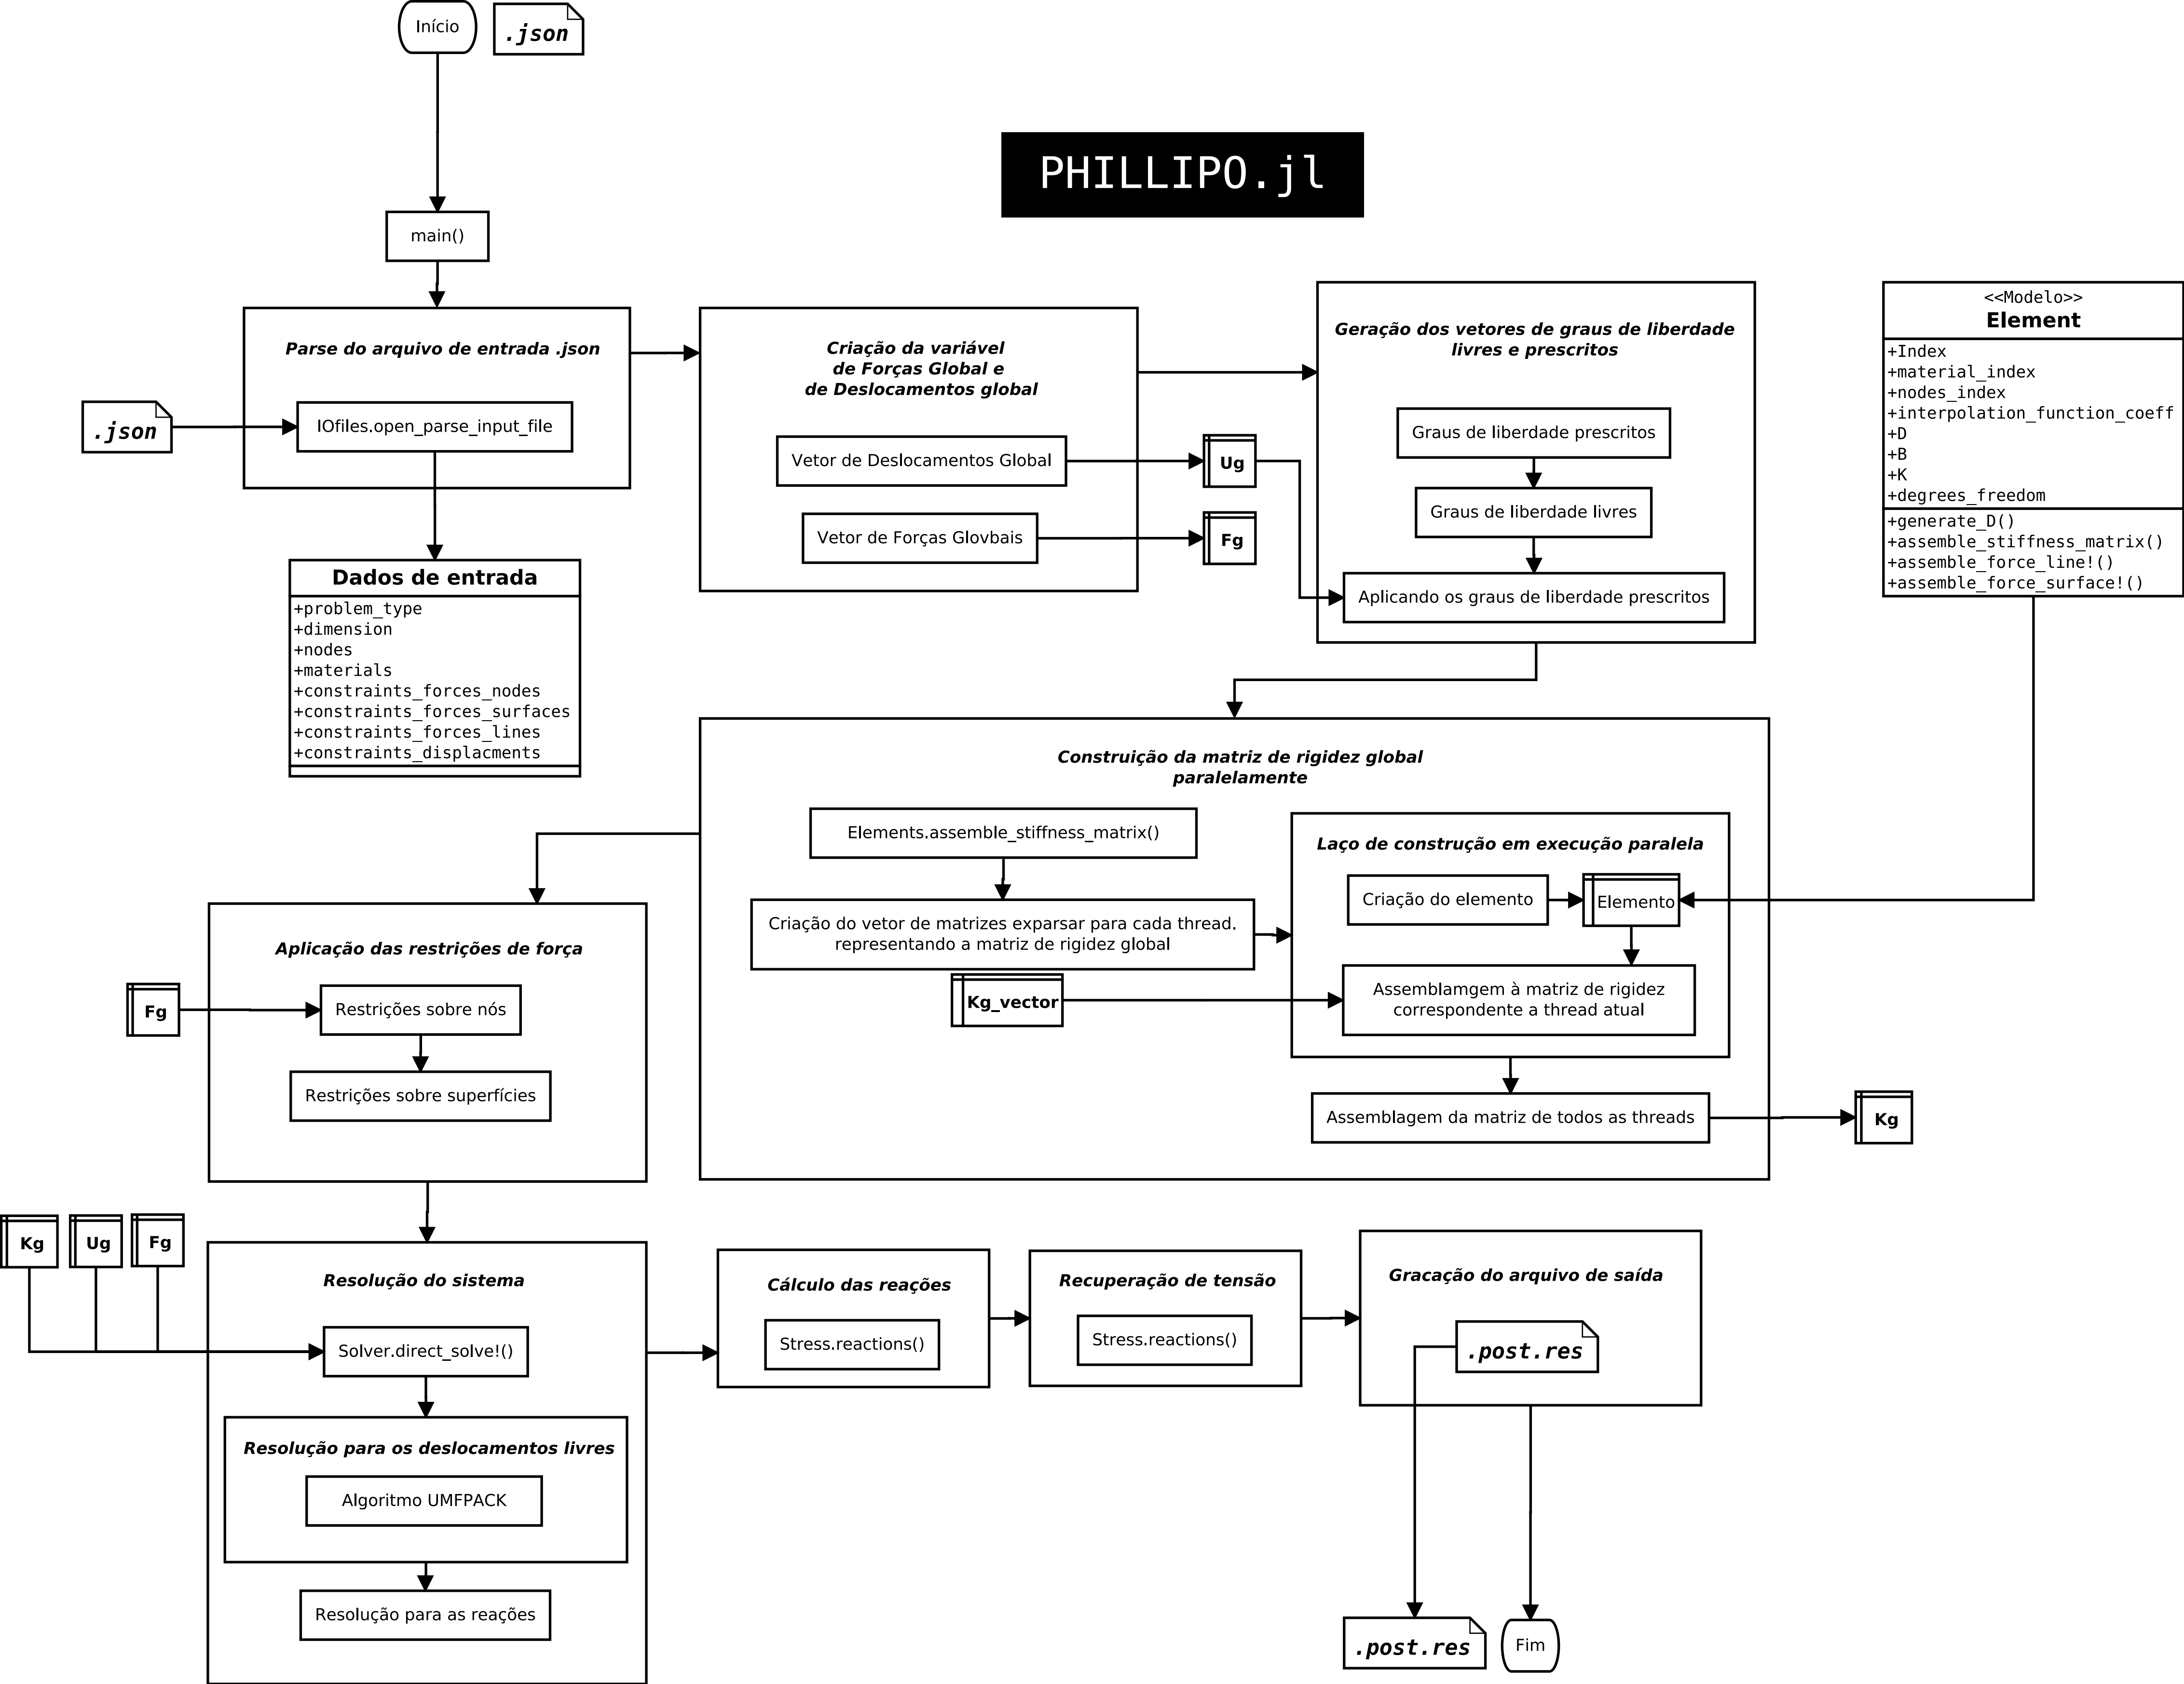 Início
.json
PHILLIPO.jl
main()
Parse do arquivo de entrada .json
.json
IOfiles.open_parse_input_file
Dados de entrada
+problem_type
+dimension
+nodes
+materials
+constraints_forces_nodes
+constraints_forces_surfaces
+constraints_forces_lines
+constraints_displacments
Criação da variável
de Forças Global e
de Deslocamentos global
Vetor de Deslocamentos Global
Ug
Vetor de Forças Glovbais
Fg
Geração dos vetores de graus de liberdade
livres e prescritos
Graus de liberdade prescritos
Graus de liberdade livres
Aplicando os graus de liberdade prescritos
<<Modelo>>
Element
+Index
+material_index
+nodes_index
+interpolation_function_coeff
+D
+B
+K
+degrees_freedom
+generate_D()
+assemble_stiffness_matrix()
+assemble_force_line!()
+assemble_force_surface!()
Construição da matriz de rigidez global
paralelamente
Elements.assemble_stiffness_matrix()
Criação do vetor de matrizes exparsar para cada thread.
representando a matriz de rigidez global
Kg_vector
Laço de construção em execução paralela
Criação do elemento
Elemento
Assemblamgem à matriz de rigidez
correspondente a thread atual
Assemblagem da matriz de todos as threads
Kg
Aplicação das restrições de força
Fg
Restrições sobre nós
Restrições sobre superfícies
Kg
Ug
Fg
Resolução do sistema
Solver.direct_solve!()
Resolução para os deslocamentos livres
Algoritmo UMFPACK
Resolução para as reações
Cálculo das reações
Stress.reactions()
Recuperação de tensão
Stress.reactions()
Gracação do arquivo de saída
.post.res
.post.res
Fim